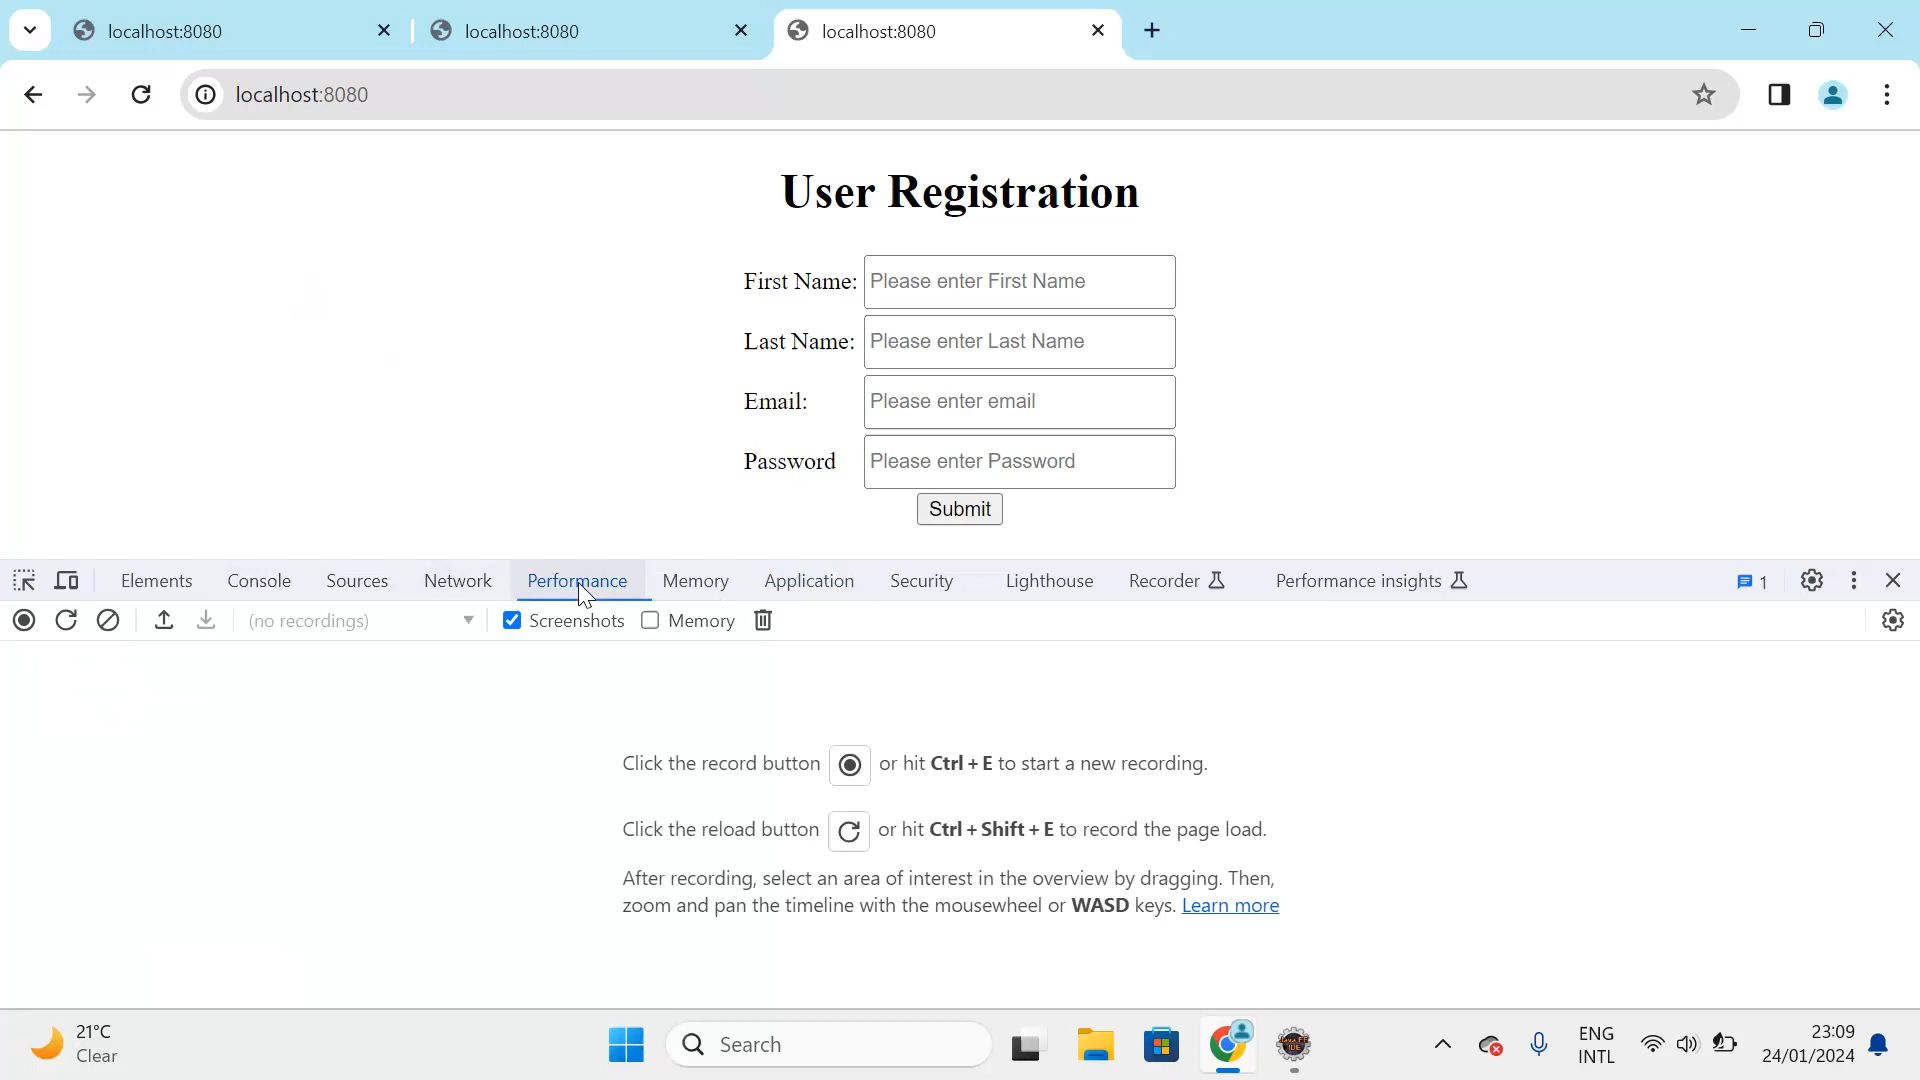 localhost:8080
localhost:8080
localhost:8080
localhost:8080
User Registration
First Name: Please enter First Name
Last Name: Please enter Last Name
Email: Please enter email
Password Please enter Password
Submit
Elements Console Sources Network Performance Memory Application Security Lighthouse Recorder Performance insights 1
(no recordings) Screenshots Memory
Click the record button or hit Ctrl + E to start a new recording.
Click the reload button or hit Ctrl + Shift + E to record the page load.
After recording, select an area of interest in the overview by dragging. Then,
zoom and pan the timeline with the mousewheel or WASD keys. Learn more
21°C
Clear
Search
Java EE
IDE
ENG
INTL
23:09
24/01/2024